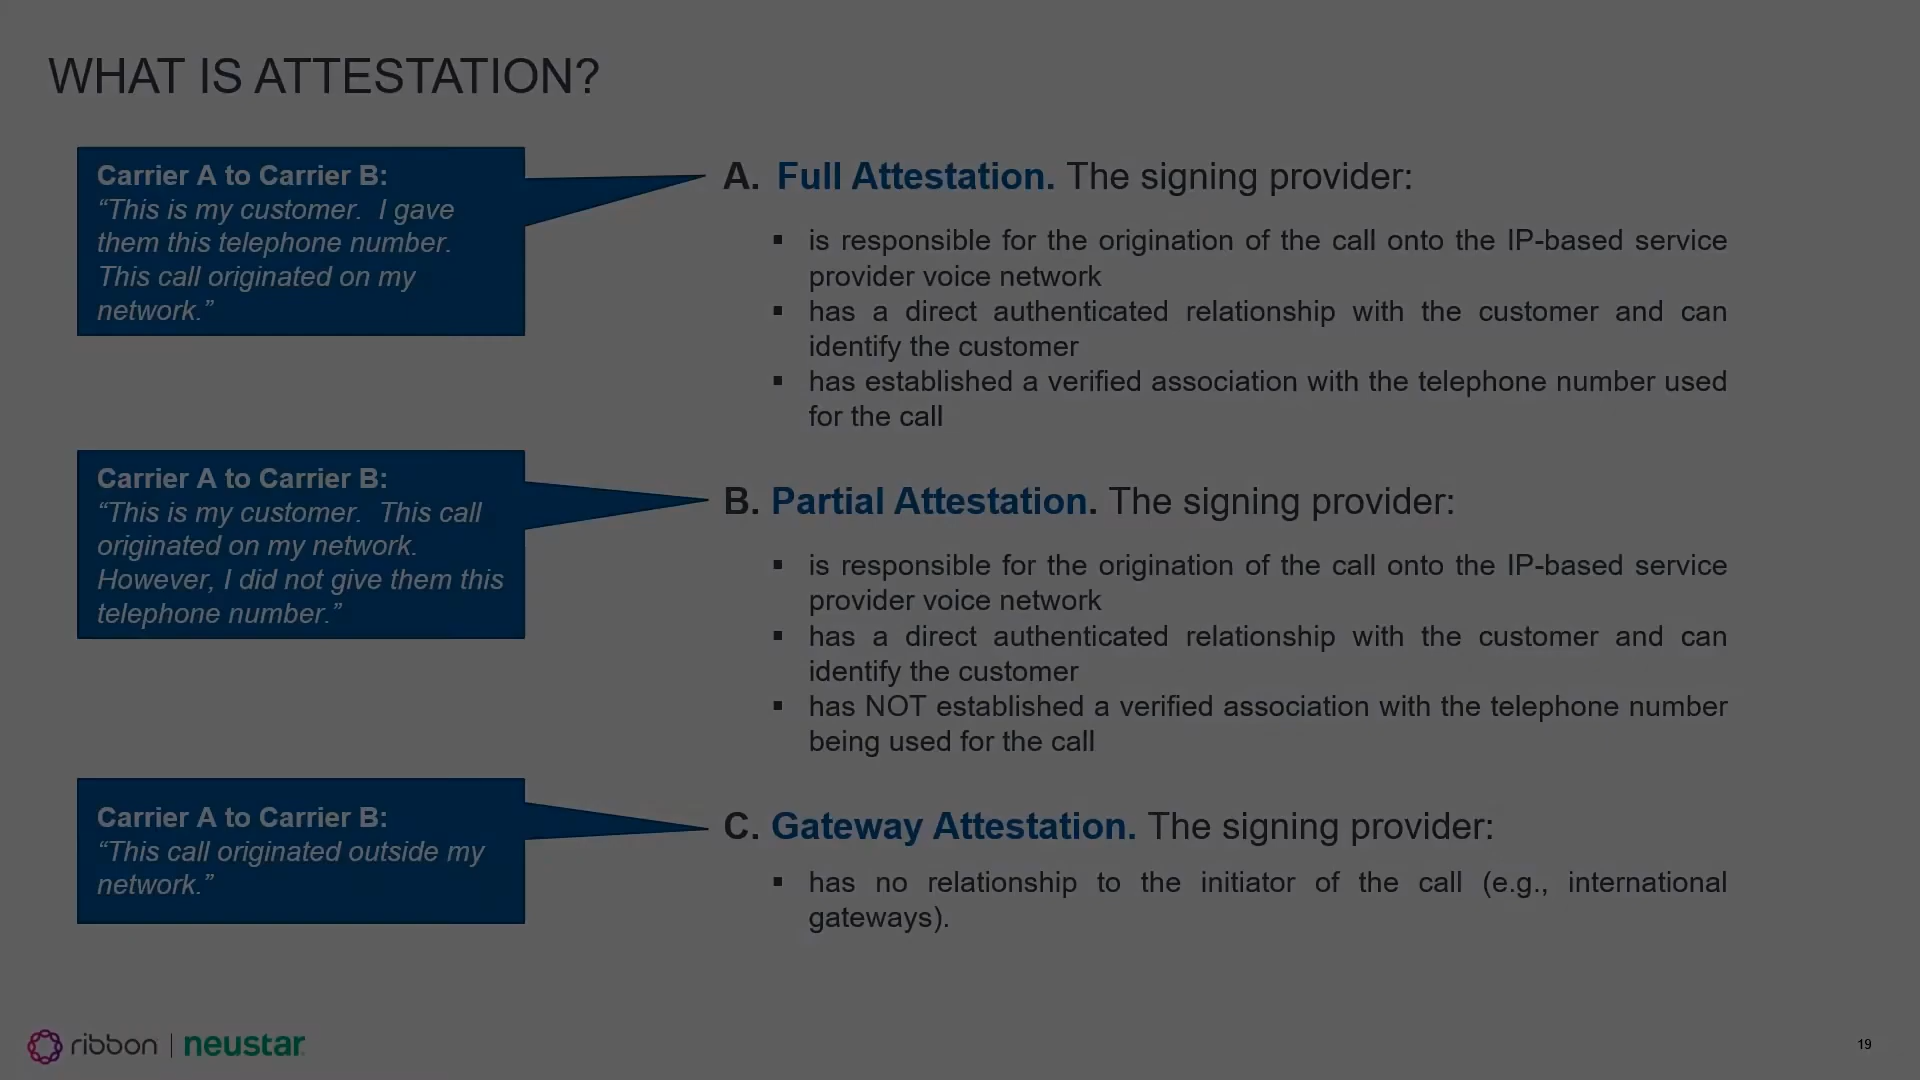 WHAT IS ATTESTATION?
Carrier A to Carrier B:
“This is my customer.  I gave
them this telephone number.
This call originated on my
network.”
A. Full Attestation. The signing provider:
▪ is responsible for the origination of the call onto the IP-based service
provider voice network
▪ has a direct authenticated relationship with the customer and can
identify the customer
▪ has established a verified association with the telephone number used
for the call
Carrier A to Carrier B:
“This is my customer.  This call
originated on my network.
However, I did not give them this
telephone number.”
B. Partial Attestation. The signing provider:
▪ is responsible for the origination of the call onto the IP-based service
provider voice network
▪ has a direct authenticated relationship with the customer and can
identify the customer
▪ has NOT established a verified association with the telephone number
being used for the call
Carrier A to Carrier B:
“This call originated outside my
network.”
C. Gateway Attestation. The signing provider:
▪ has no relationship to the initiator of the call (e.g., international
gateways).
ribbon | neustar
19